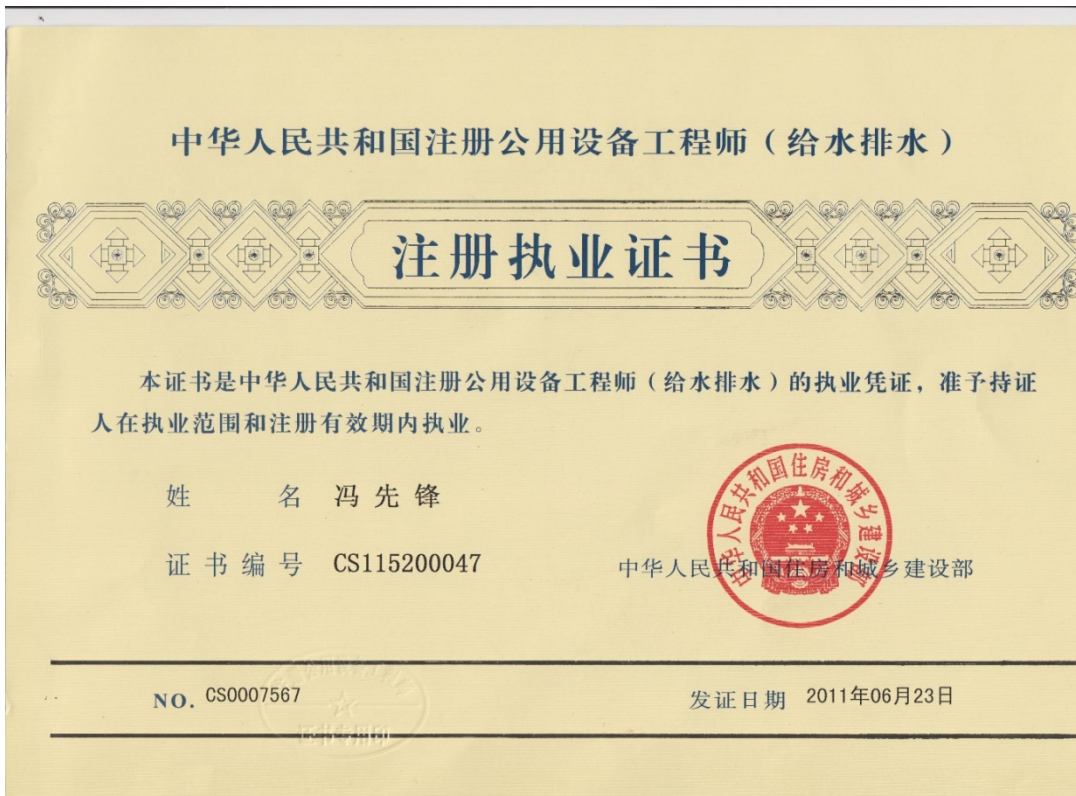 中华人民共和国注册公用设备工程师（给水排水）
注册执业证书
本证书是中华人民共和国注册公用设备工程师（给水排水）的执业凭证，准予持证
人在执业范围和注册有效期内执业。
姓 名 冯先锋
中华人民共和国住房和城乡建设部
证书编号 CS115200047
中华人民共和国住房和城乡建设部
NO. CS0007567
发证日期 2011年06月23日
证书专用印